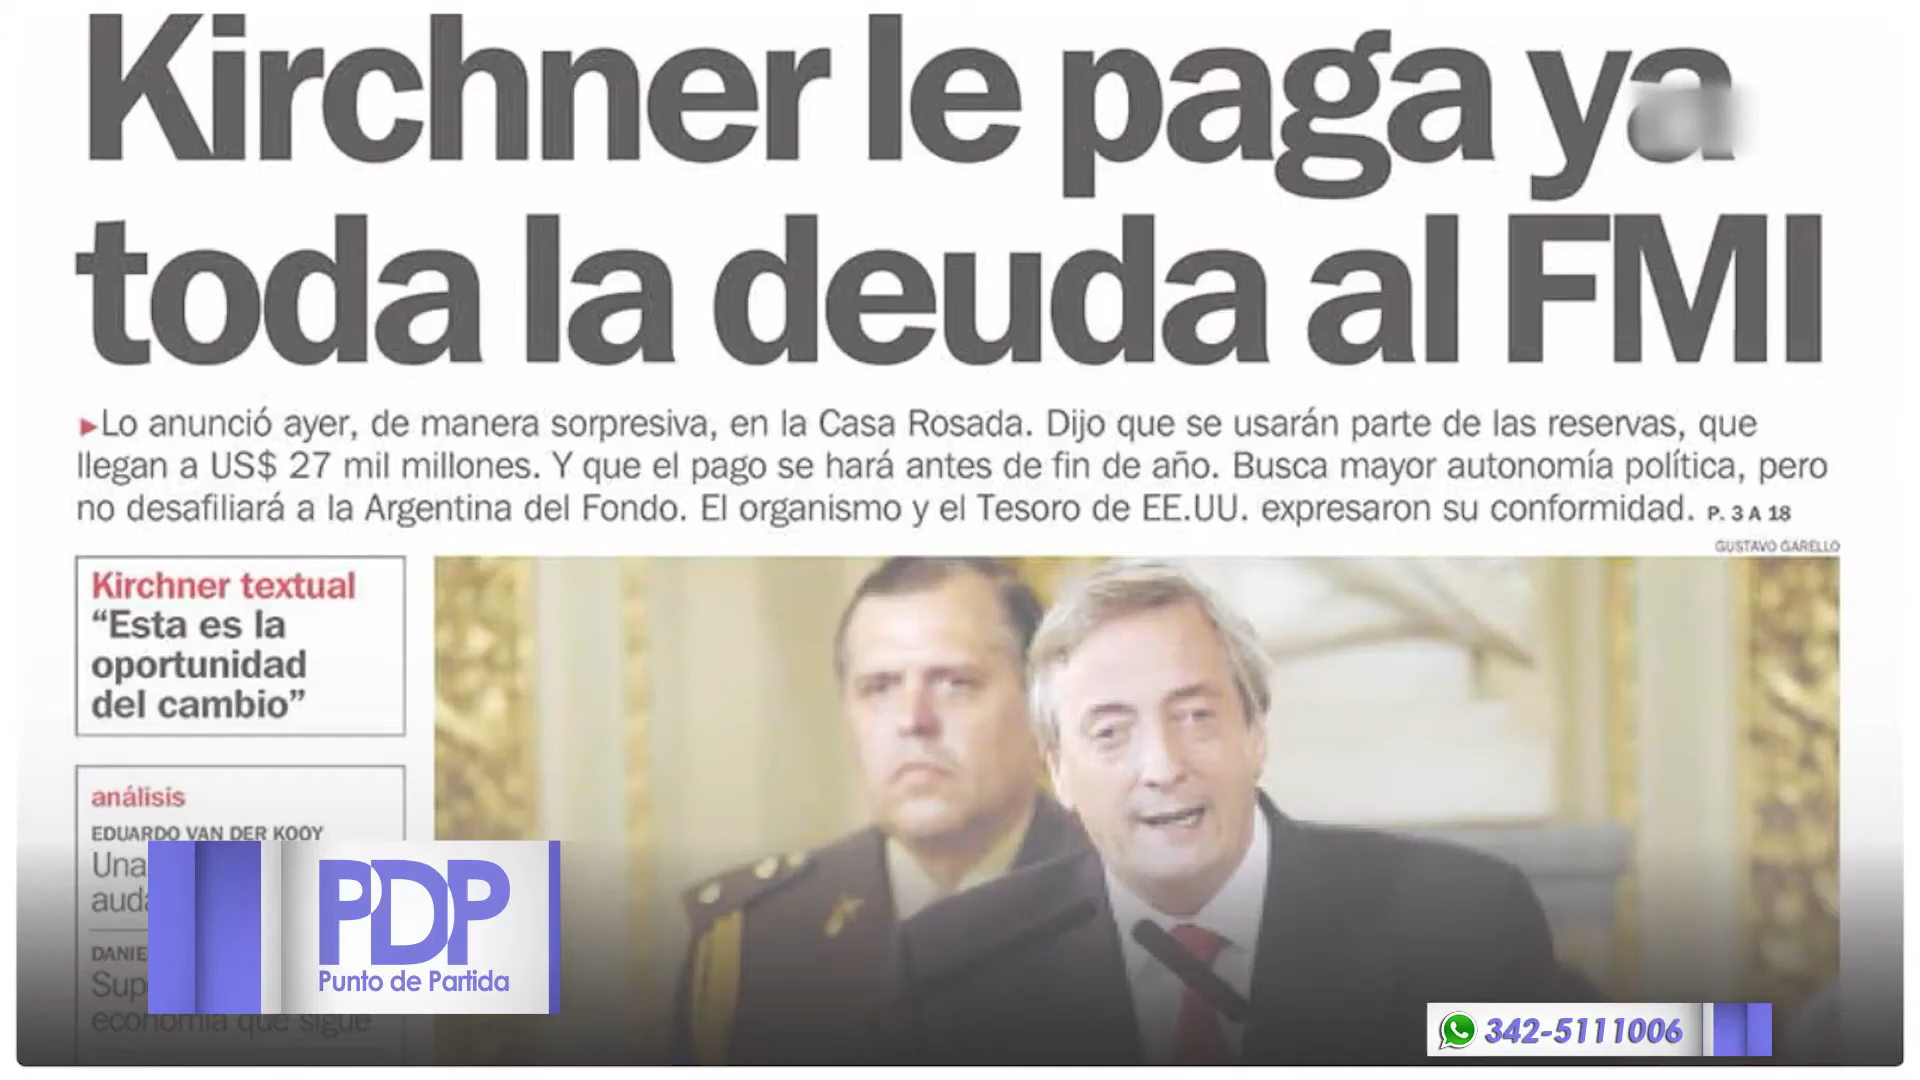 Kirchner le paga ya
toda la deuda al FMI
►Lo anunció ayer, de manera sorpresiva, en la Casa Rosada. Dijo que se usarán parte de las reservas, que
llegan a US$ 27 mil millones. Y que el pago se hará antes de fin de año. Busca mayor autonomía política, pero
no desafiliará a la Argentina del Fondo. El organismo y el Tesoro de EE.UU. expresaron su conformidad. P. 3 A 18
GUSTAVO GARELLO
Kirchner textual
“Esta es la
oportunidad
del cambio”
análisis
EDUARDO VAN DER KOOY
Una
economía que sigue
PDP
Punto de Partida
342-5111006